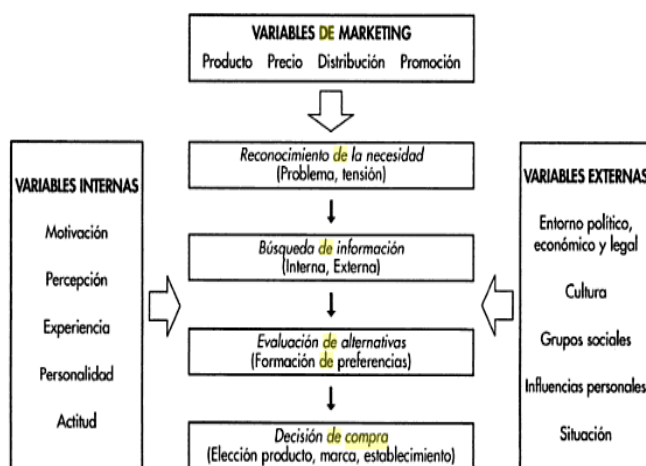 VARIABLES DE MARKETING
Producto Precio Distribución Promoción
Reconocimiento de la necesidad
(Problema, tensión)
Búsqueda de información
(Interna, Externa)
Evaluación de alternativas
(Formación de preferencias)
Decisión de compra
(Elección producto, marca, establecimiento)
VARIABLES INTERNAS
Motivación
Percepción
Experiencia
Personalidad
Actitud
VARIABLES EXTERNAS
Entorno político,
económico y legal
Cultura
Grupos sociales
Influencias personales
Situación